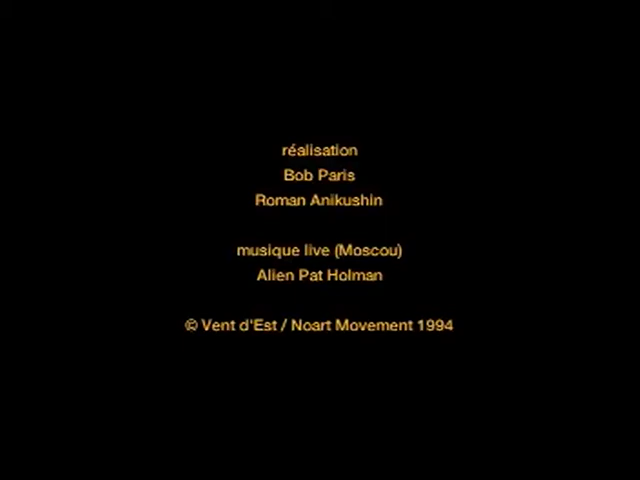 réalisation
Bob Paris
Roman Anikushin
musique live (Moscou)
Alien Pat Holman
© Vent d'Est / Noart Movement 1994